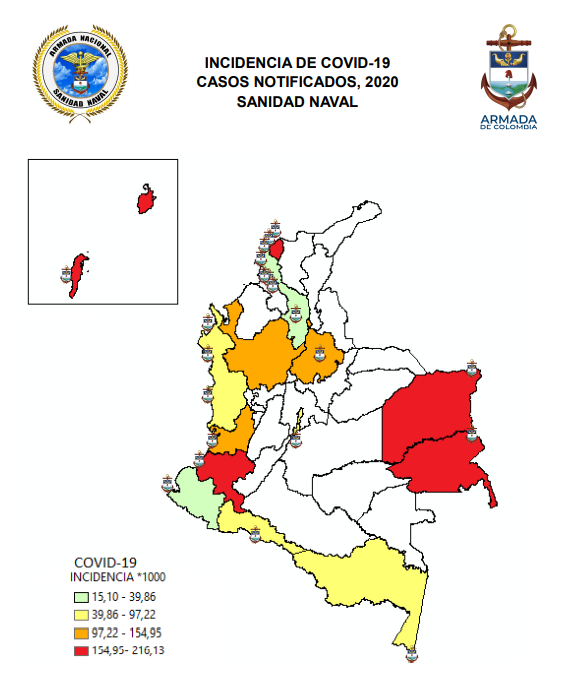 ARMADA NACIONAL
SANIDAD NAVAL
INCIDENCIA DE COVID-19
CASOS NOTIFICADOS, 2020
SANIDAD NAVAL
ARMADA
DE COLOMBIA
COVID-19
INCIDENCIA *1000
15,10 - 39,86
39,86 - 97,22
97,22 - 154,95
154,95- 216,13